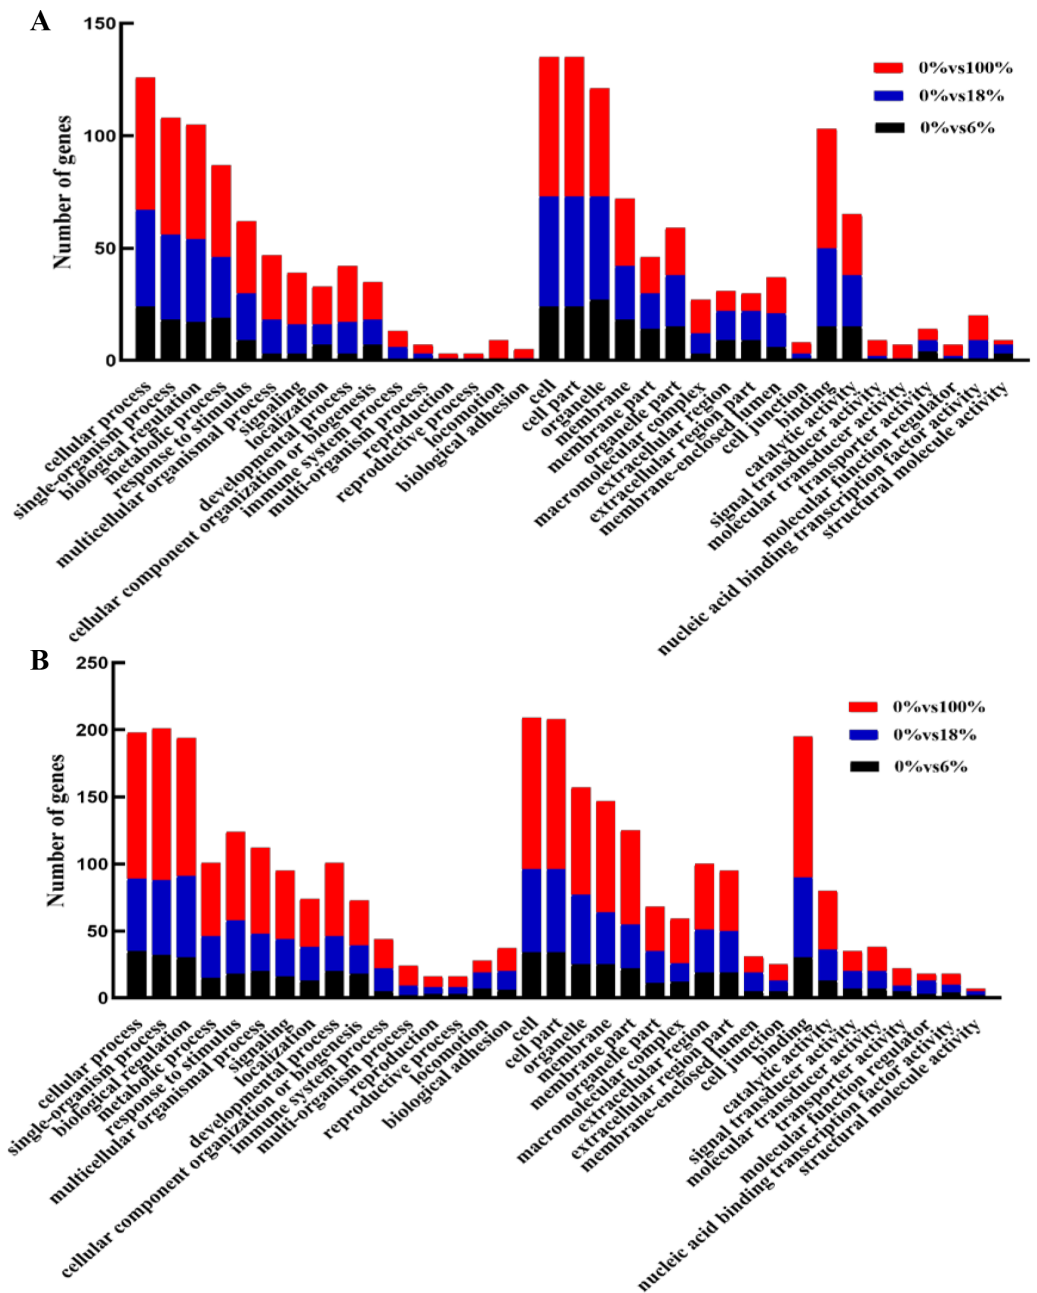 A
150
100
50
0
Number of genes
0%vs100%
0%vs18%
0%vs6%
cellular process
single-organism process
biological regulation
metabolic process
response to stimulus
multicellular organismal process
signaling
localization
developmental process
cellular component organization or biogenesis
immune system process
multi-organism process
reproduction
reproductive process
locomotion
biological adhesion
cell
cell part
organelle
membrane
membrane part
organelle part
macromolecular complex
extracellular region
extracellular region part
membrane-enclosed lumen
cell junction
binding
catalytic activity
signal transducer activity
molecular transducer activity
transporter activity
molecular function regulator
nucleic acid binding transcription factor activity
structural molecule activity
B
250
200
150
100
50
0
Number of genes
0%vs100%
0%vs18%
0%vs6%
cellular process
single-organism process
biological regulation
metabolic process
response to stimulus
multicellular organismal process
signaling
localization
developmental process
cellular component organization or biogenesis
immune system process
multi-organism process
reproduction
reproductive process
locomotion
biological adhesion
cell
cell part
organelle
membrane
membrane part
organelle part
macromolecular complex
extracellular region
extracellular region part
membrane-enclosed lumen
cell junction
binding
catalytic activity
signal transducer activity
molecular transducer activity
transporter activity
molecular function regulator
nucleic acid binding transcription factor activity
structural molecule activity